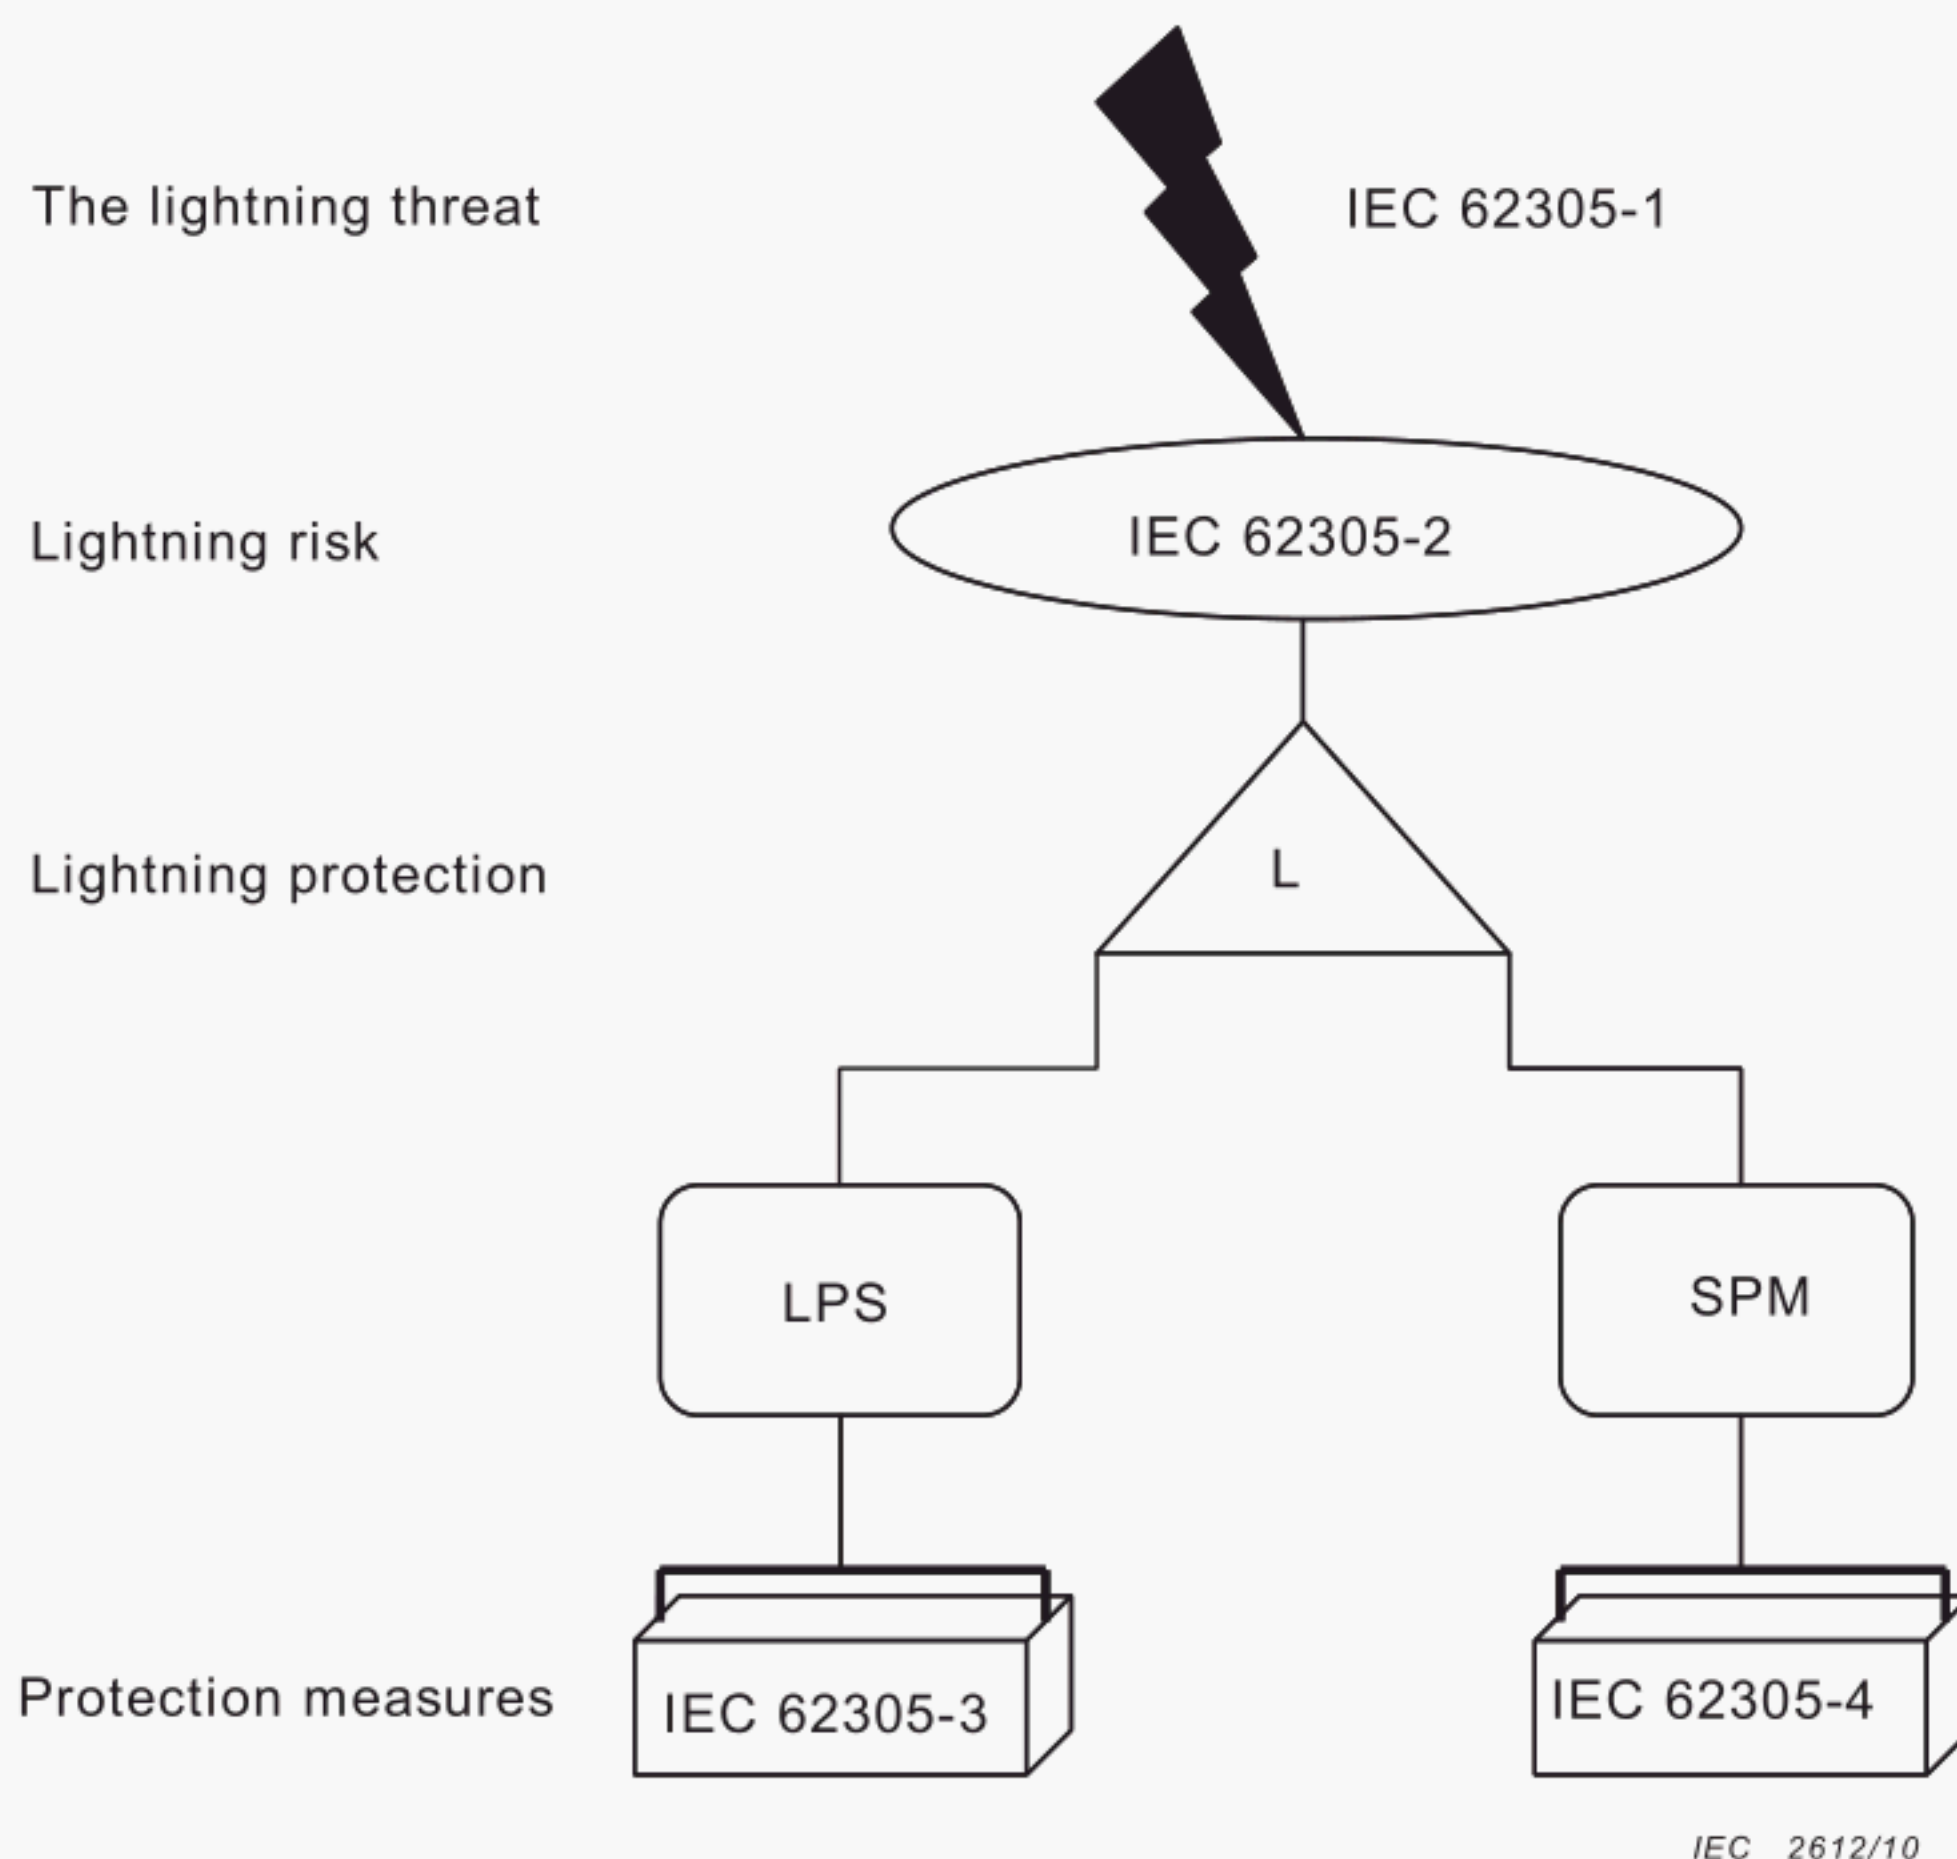 The lightning threat
IEC 62305-1
Lightning risk
IEC 62305-2
Lightning protection
L
LPS
SPM
Protection measures
IEC 62305-3
IEC 62305-4
IEC 2612/10